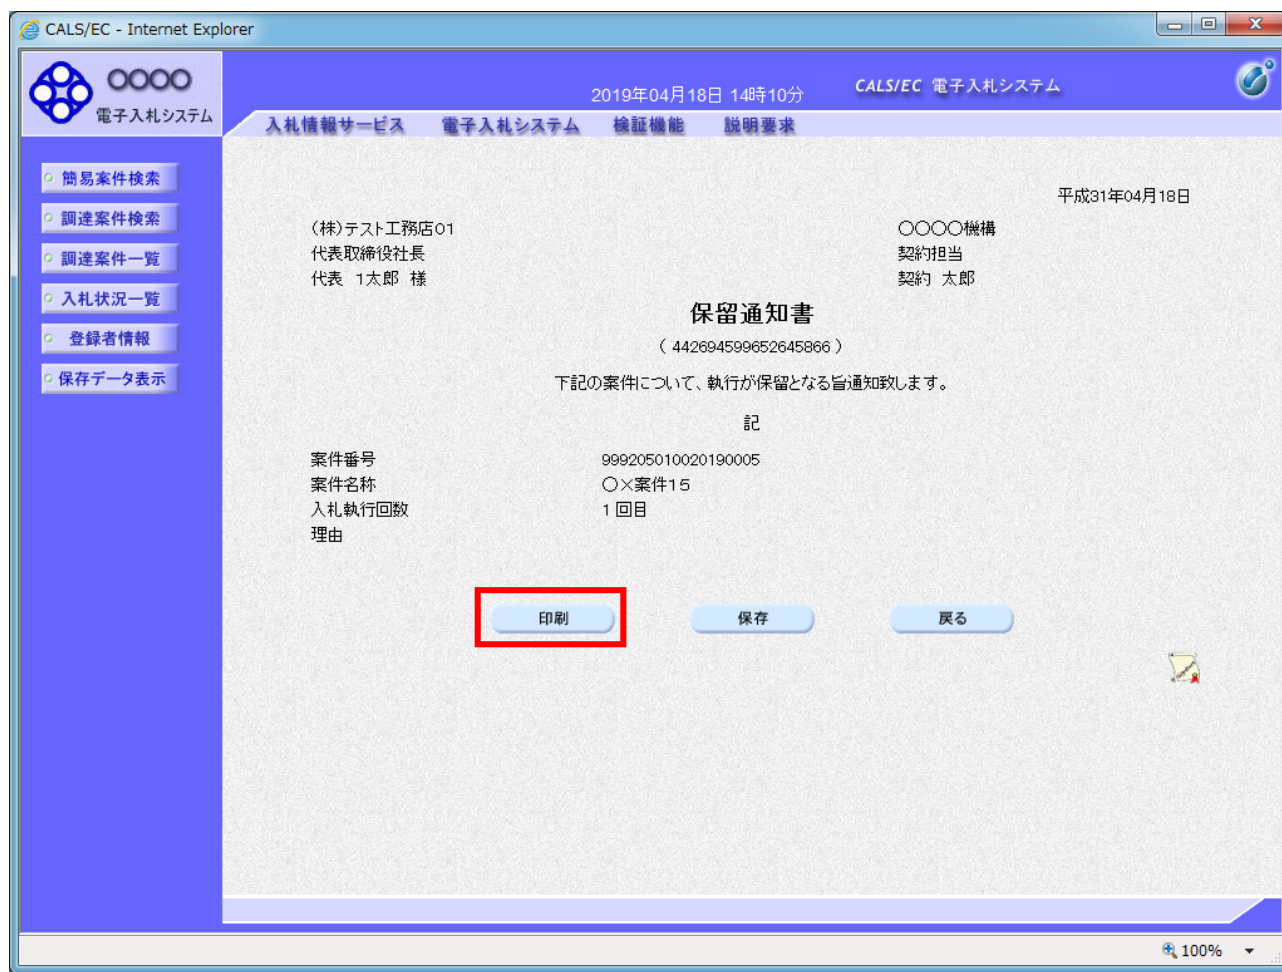 CALS/EC - Internet Explorer
〇〇〇〇
電子入札システム
2019年04月18日 14時10分
CALS/EC 電子入札システム
入札情報サービス 電子入札システム 検証機能 説明要求
簡易案件検索
調達案件検索
調達案件一覧
入札状況一覧
登録者情報
保存データ表示
平成31年04月18日
(株)テスト工務店01
代表取締役社長
代表 1太郎 様
〇〇〇〇機構
契約担当
契約 太郎
保留通知書
( 442694599652645866 )
下記の案件について、執行が保留となる旨通知致します。
記
案件番号 999205010020190005
案件名称 〇×案件15
入札執行回数 1回目
理由
印刷 保存 戻る
100%